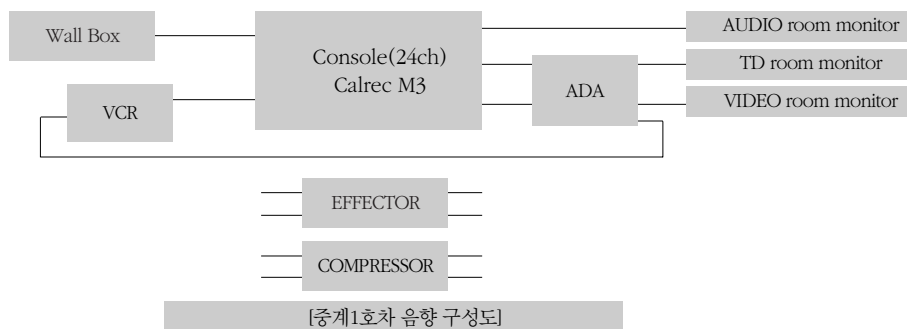 Wall Box
Console(24ch)
Calrec M3
AUDIO room monitor
TD room monitor
ADA
VCR
VIDEO room monitor
EFFECTOR
COMPRESSOR
[중계1호차 음향 구성도]